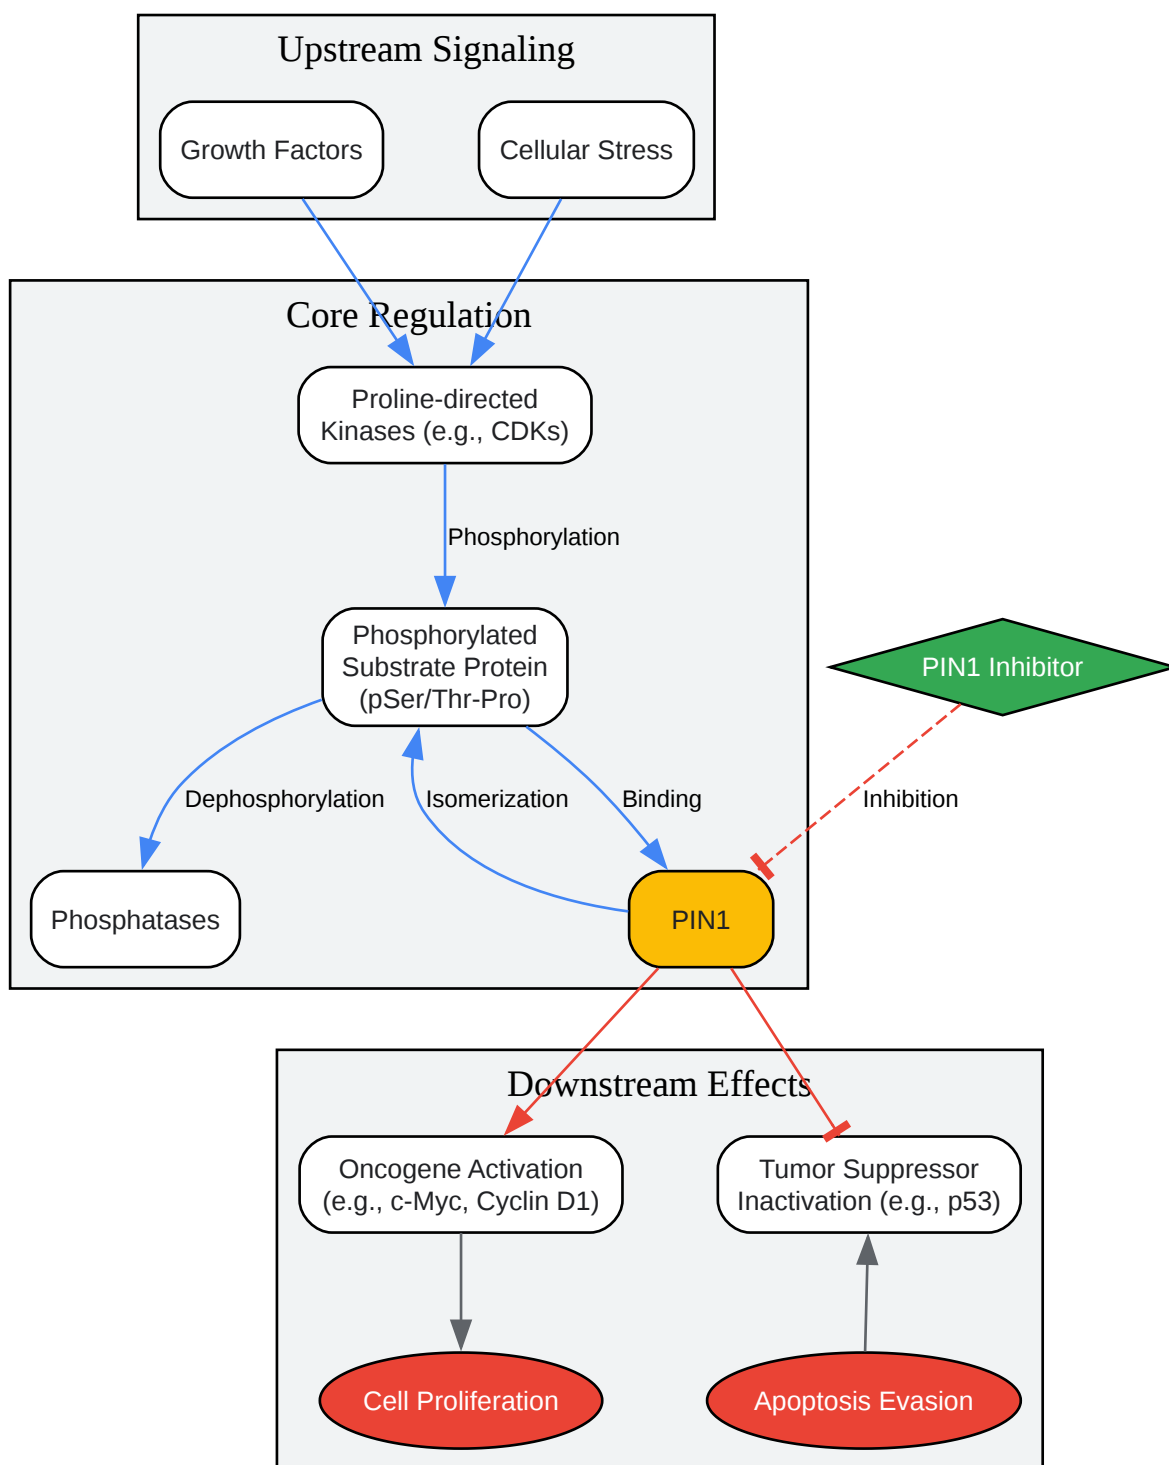 Upstream Signaling
Growth Factors
Cellular Stress
Core Regulation
Proline-directed
Kinases (e.g., CDKs)
Phosphorylation
Phosphorylated
Substrate Protein
(pSer/Thr-Pro)
PIN1 Inhibitor
Dephosphorylation
Isomerization
Binding
Inhibition
Phosphatases
PIN1
Downstream Effects
Oncogene Activation
(e.g., c-Myc, Cyclin D1)
Tumor Suppressor
Inactivation (e.g., p53)
Cell Proliferation
Apoptosis Evasion